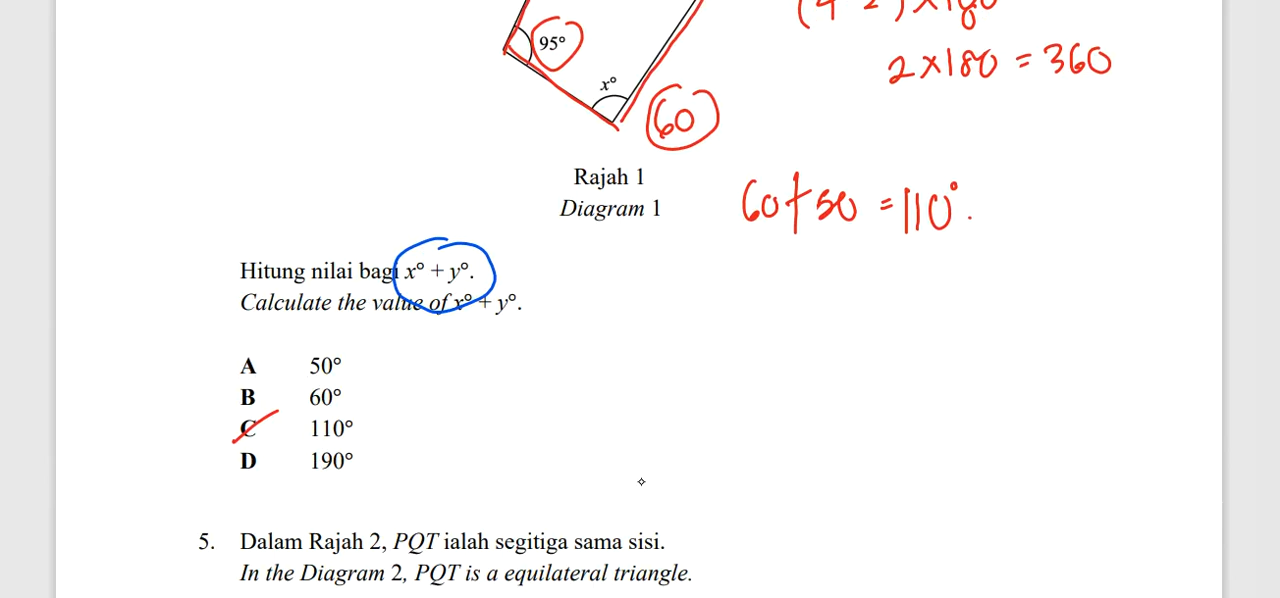 (4-2)×180
2×180 = 360
95°
x°
60
Rajah 1
Diagram 1
60+50 = 110°.
Hitung nilai bagi x° + y°.
Calculate the value of x° + y°.
A 50°
B 60°
C 110°
D 190°
5. Dalam Rajah 2, PQT ialah segitiga sama sisi.
In the Diagram 2, PQT is a equilateral triangle.